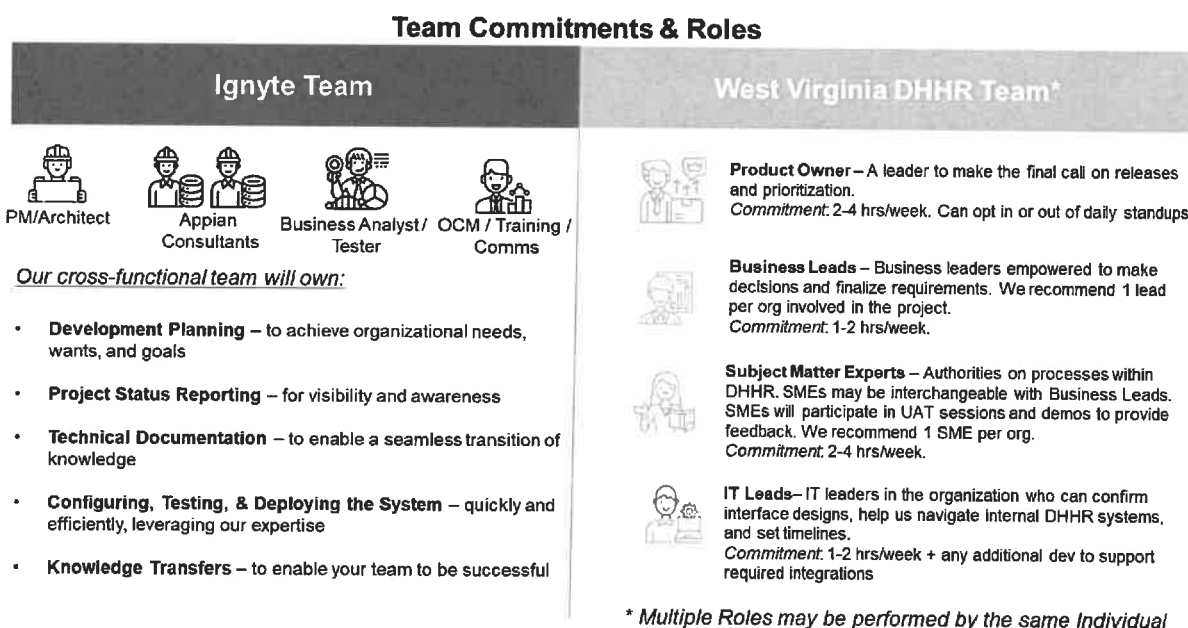 Team Commitments & Roles
Ignyte Team
PM/Architect
Appian
Consultants
Business Analyst/
Tester
OCM / Training /
Comms
Our cross-functional team will own:
• Development Planning – to achieve organizational needs,
wants, and goals
• Project Status Reporting – for visibility and awareness
• Technical Documentation – to enable a seamless transition of
knowledge
• Configuring, Testing, & Deploying the System – quickly and
efficiently, leveraging our expertise
• Knowledge Transfers – to enable your team to be successful
West Virginia DHHR Team*
Product Owner – A leader to make the final call on releases
and prioritization.
Commitment: 2-4 hrs/week. Can opt in or out of daily standups
Business Leads – Business leaders empowered to make
decisions and finalize requirements. We recommend 1 lead
per org involved in the project.
Commitment: 1-2 hrs/week.
Subject Matter Experts – Authorities on processes within
DHHR. SMEs may be interchangeable with Business Leads.
SMEs will participate in UAT sessions and demos to provide
feedback. We recommend 1 SME per org.
Commitment: 2-4 hrs/week.
IT Leads– IT leaders in the organization who can confirm
interface designs, help us navigate internal DHHR systems,
and set timelines.
Commitment: 1-2 hrs/week + any additional dev to support
required integrations
* Multiple Roles may be performed by the same Individual